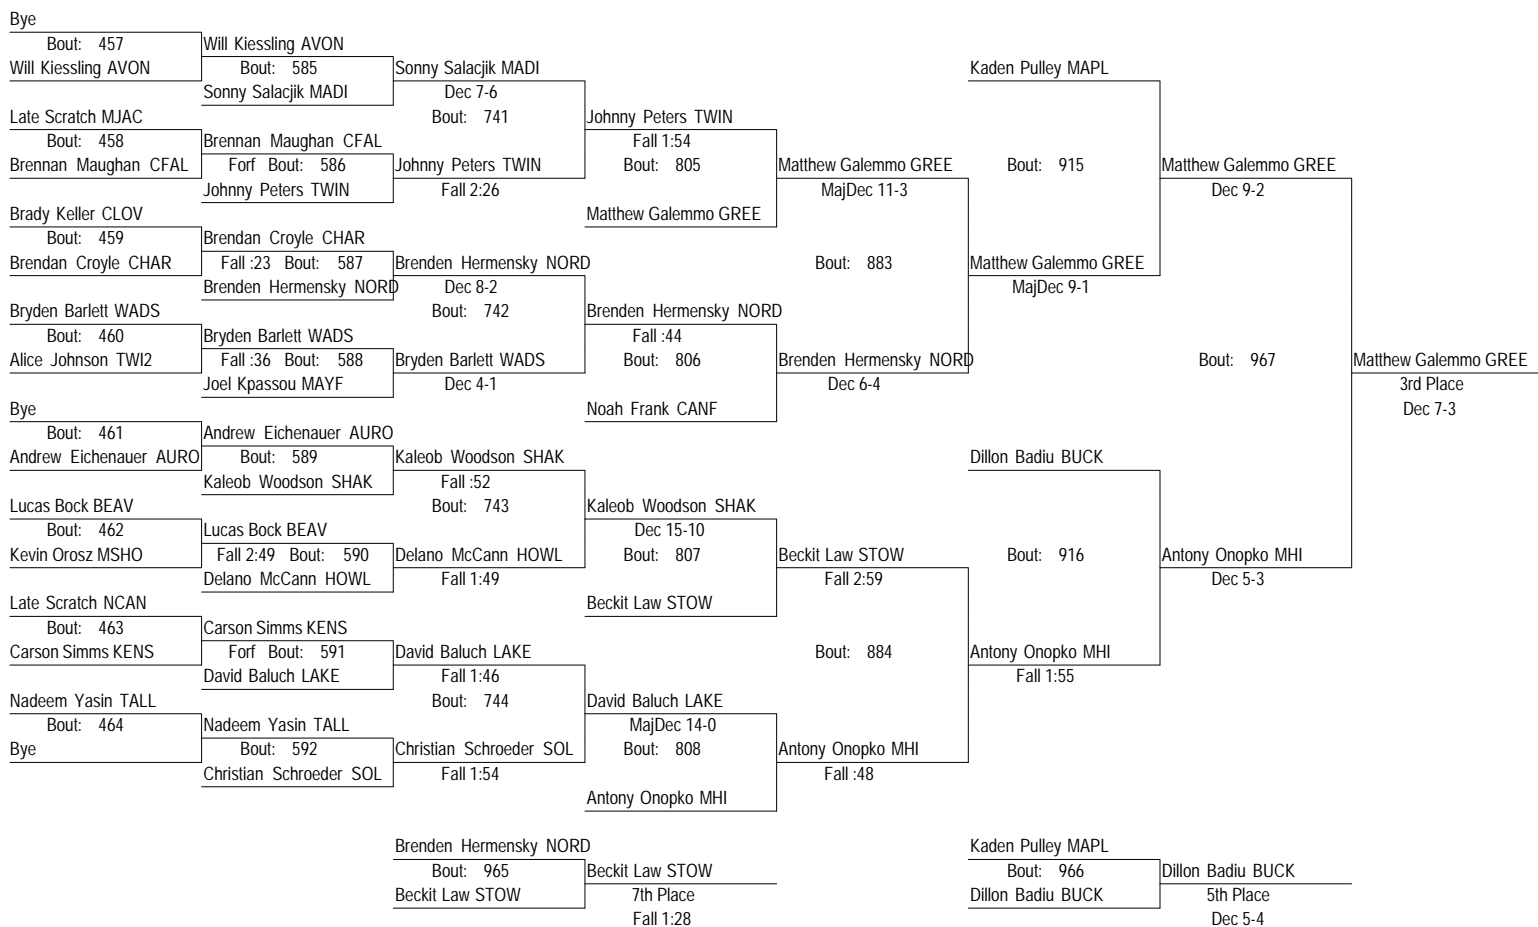 Bye
Bout: 457
Will Kiessling AVON
Will Kiessling AVON
Bout: 585
Sonny Salacjik MADI
Sonny Salacjik MADI
Dec 7-6
Bout: 741
Kaden Pulley MAPL
Late Scratch MJAC
Bout: 458
Brennan Maughan CFAL
Brennan Maughan CFAL
Forf Bout: 586
Johnny Peters TWIN
Johnny Peters TWIN
Fall 2:26
Johnny Peters TWIN
Fall 1:54
Bout: 805
Matthew Galemmo GREE
Matthew Galemmo GREE
MajDec 11-3
Bout: 915
Matthew Galemmo GREE
Dec 9-2
Brady Keller CLOV
Bout: 459
Brendan Croyle CHAR
Brendan Croyle CHAR
Fall :23 Bout: 587
Brenden Hermensky NORD
Brenden Hermensky NORD
Dec 8-2
Bout: 742
Bout: 883
Matthew Galemmo GREE
MajDec 9-1
Bryden Barlett WADS
Bout: 460
Alice Johnson TWI2
Bryden Barlett WADS
Fall :36 Bout: 588
Joel Kpassou MAYF
Bryden Barlett WADS
Dec 4-1
Brenden Hermensky NORD
Fall :44
Bout: 806
Noah Frank CANF
Brenden Hermensky NORD
Dec 6-4
Bout: 967
Matthew Galemmo GREE
3rd Place
Dec 7-3
Bye
Bout: 461
Andrew Eichenauer AURO
Andrew Eichenauer AURO
Bout: 589
Kaleob Woodson SHAK
Kaleob Woodson SHAK
Fall :52
Bout: 743
Dillon Badiu BUCK
Lucas Bock BEAV
Bout: 462
Kevin Orosz MSHO
Lucas Bock BEAV
Fall 2:49 Bout: 590
Delano McCann HOWL
Delano McCann HOWL
Fall 1:49
Kaleob Woodson SHAK
Dec 15-10
Bout: 807
Beckit Law STOW
Beckit Law STOW
Fall 2:59
Bout: 916
Antony Onopko MHI
Dec 5-3
Late Scratch NCAN
Bout: 463
Carson Simms KENS
Carson Simms KENS
Forf Bout: 591
David Baluch LAKE
David Baluch LAKE
Fall 1:46
Bout: 744
Bout: 884
Antony Onopko MHI
Fall 1:55
Nadeem Yasin TALL
Bout: 464
Bye
Nadeem Yasin TALL
Bout: 592
Christian Schroeder SOL
Christian Schroeder SOL
Fall 1:54
David Baluch LAKE
MajDec 14-0
Bout: 808
Antony Onopko MHI
Antony Onopko MHI
Fall :48
Brenden Hermensky NORD
Bout: 965
Beckit Law STOW
Beckit Law STOW
7th Place
Fall 1:28
Kaden Pulley MAPL
Bout: 966
Dillon Badiu BUCK
Dillon Badiu BUCK
5th Place
Dec 5-4